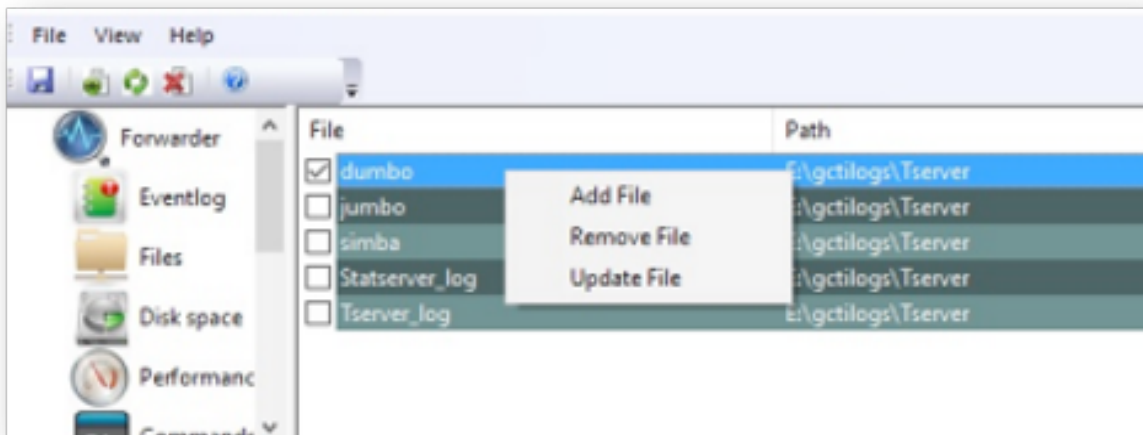 File View Help
Forwarder
Eventlog
Files
Disk space
Performanc
File Path
dumbo E:\gctilogs\Tserver
jumbo :\gctilogs\Tserver
simba :\gctilogs\Tserver
Statserver_log :\gctilogs\Tserver
Tserver_log E:\gctilogs\Tserver
Add File
Remove File
Update File